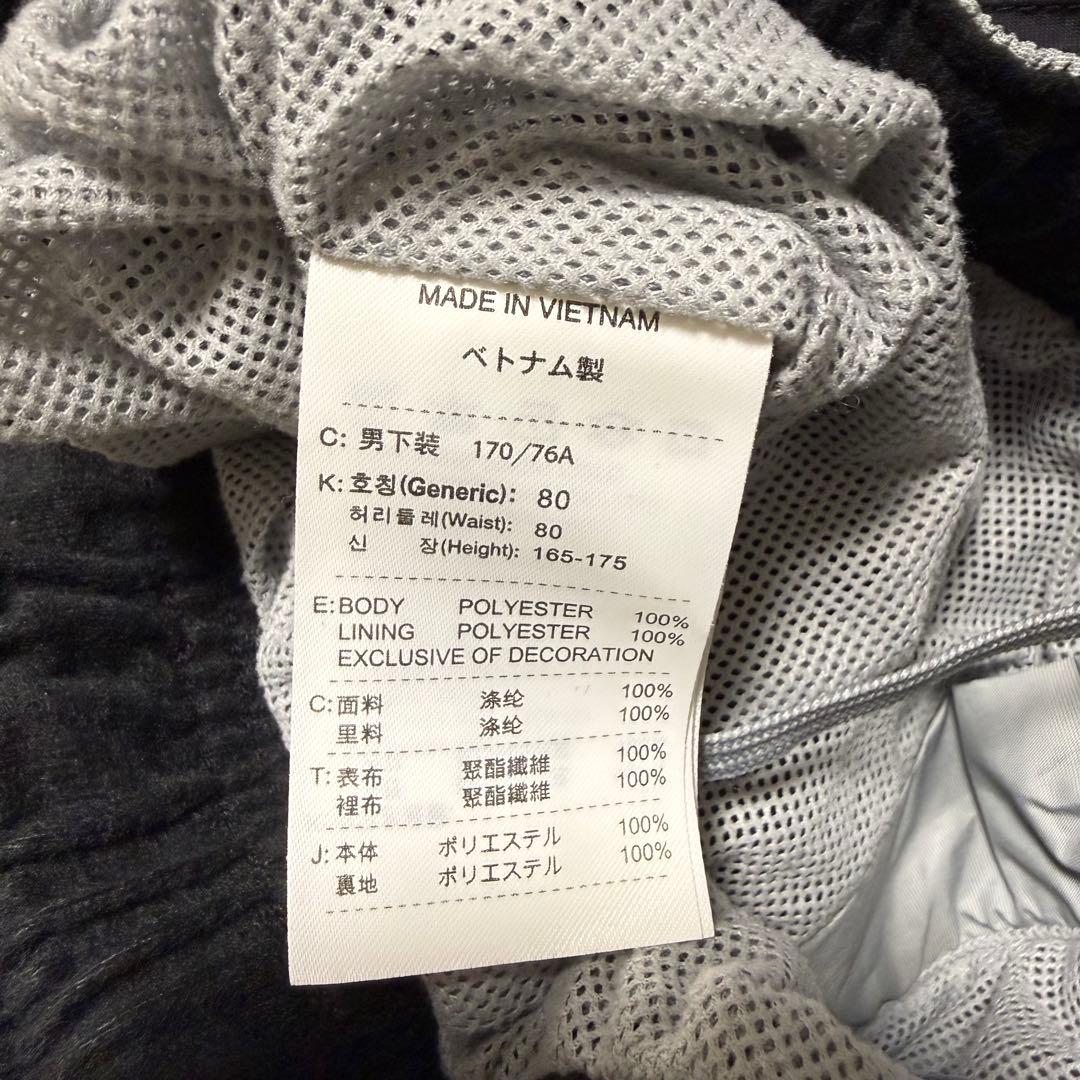 MADE IN VIETNAM
ベトナム製
C: 男下装 170/76A
K: 호칭(Generic): 80
허리둘레(Waist): 80
신 장(Height): 165-175
E: BODY POLYESTER 100%
LINING POLYESTER 100%
EXCLUSIVE OF DECORATION
C: 面料 涤纶 100%
里料 涤纶 100%
T: 表布 聚酯纖維 100%
裡布 聚酯纖維 100%
J: 本体 ポリエステル 100%
裏地 ポリエステル 100%